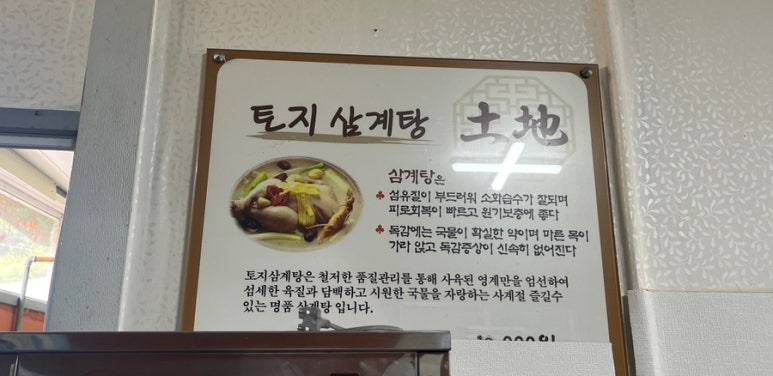 토지 삼계탕 土地
삼계탕은
♣ 섬유질이 부드러워 소화습수가 잘되며
피로회복이 빠르고 원기보충에 좋다
♣ 독감에는 국물이 확실한 약이며 마른 목이
가라 앉고 독감증상이 신속히 없어진다
토지삼계탕은 철저한 품질관리를 통해 사육된 영계만을 엄선하여
섬세한 육질과 담백하고 시원한 국물을 자랑하는 사계절 즐길수
있는 명품 삼계탕 입니다.